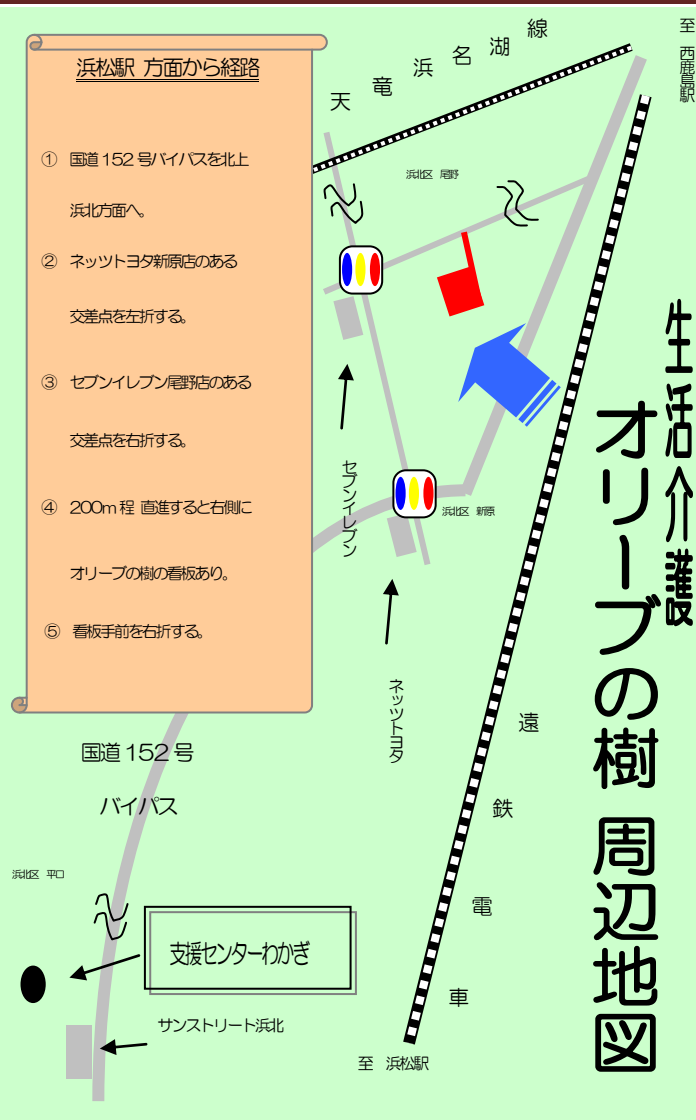 生活介護
オリーブの樹 周辺地図
浜松駅 方面から経路
① 国道152号バイパスを北上
浜北方面へ。
② ネッツトヨタ新原店のある
交差点を左折する。
③ セブンイレブン尾野店のある
交差点を右折する。
④ 200m程 直進すると右側に
オリーブの樹の看板あり。
⑤ 看板手前を右折する。
天竜浜名湖線
至 西鹿島駅
浜北区 尾野
セブンイレブン
浜北区 新原
ネッツトヨタ
遠鉄電車
国道152号
バイパス
浜北区 平口
支援センターわかぎ
サンストリート浜北
至 浜松駅